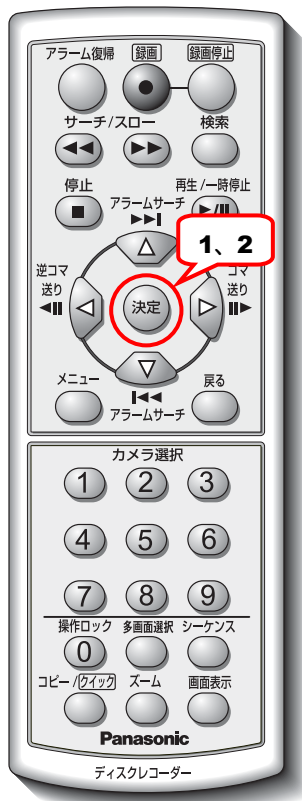 アラーム復帰 録画 録画停止
サーチ/スロー 検索
停止 再生/一時停止
アラームサーチ
1、2
逆コマ送り
コマ送り
決定
メニュー 戻る
アラームサーチ
カメラ選択
1 2 3
4 5 6
7 8 9
操作ロック 多画面選択 シーケンス
0
コピー/クイック ズーム 画面表示
Panasonic
ディスクレコーダー